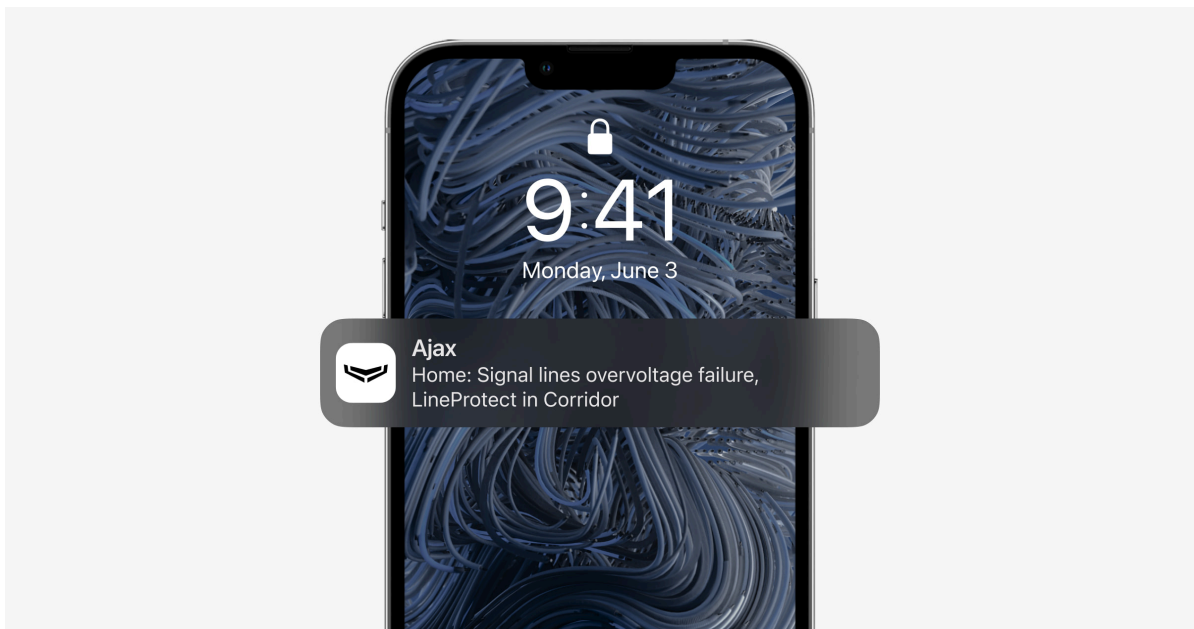 9:41
Monday, June 3
Ajax
Home: Signal lines overvoltage failure,
LineProtect in Corridor